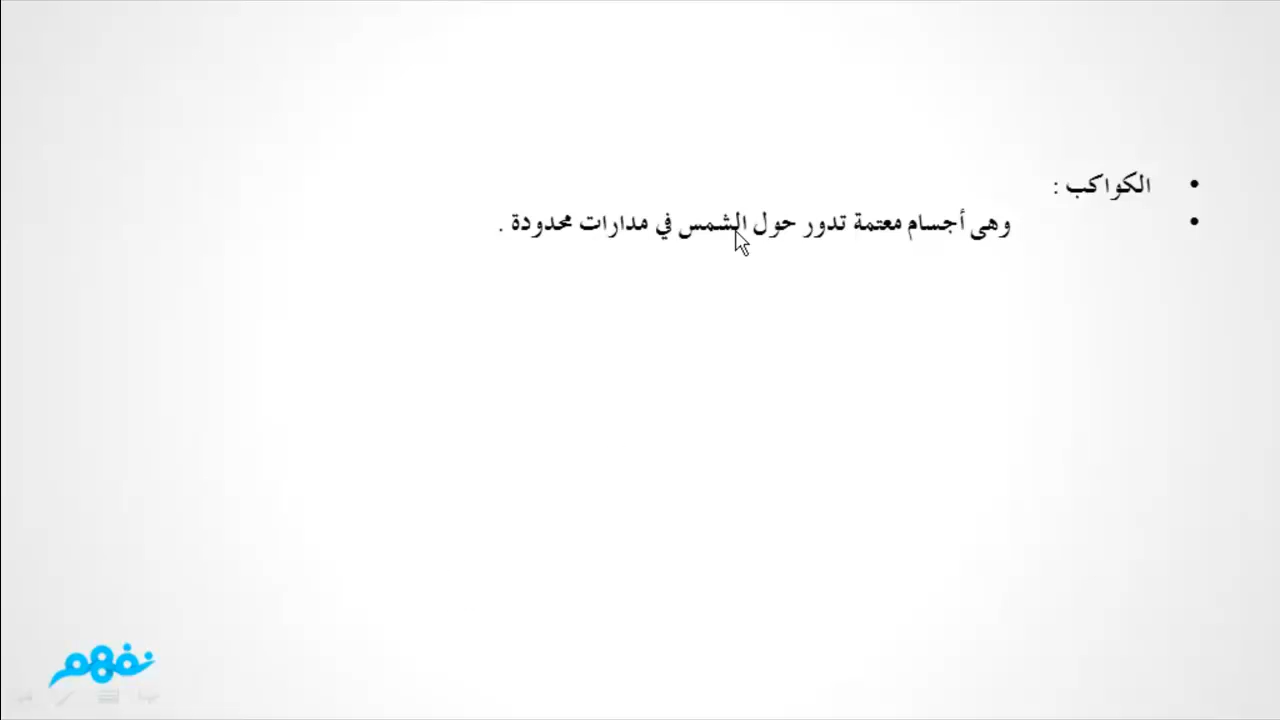 • الكواكب :
• وهى أجسام معتمة تدور حول الشمس في مدارات محدودة .
نفهم